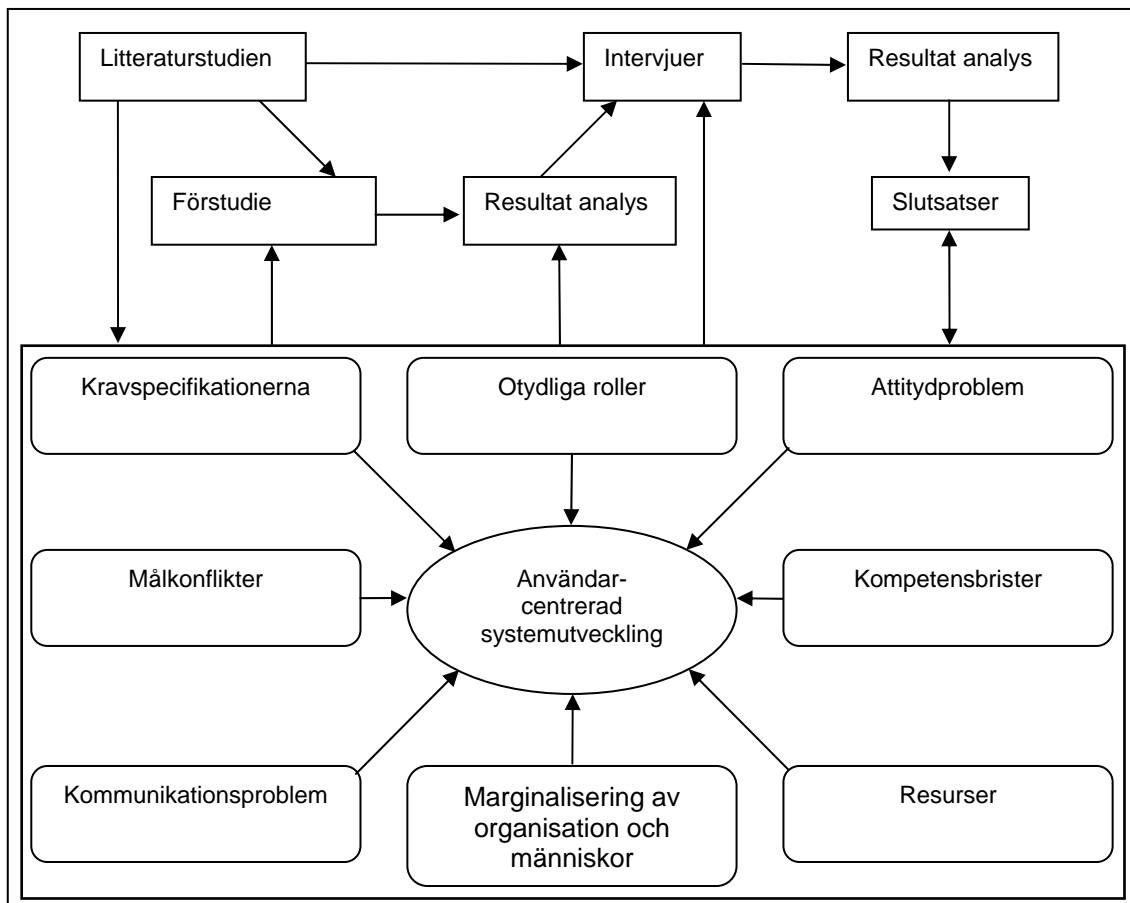 Litteraturstudien
Intervjuer
Resultat analys
Förstudie
Resultat analys
Slutsatser
Kravspecifikationerna
Otydliga roller
Attitydproblem
Målkonflikter
Användar-
centrerad
systemutveckling
Kompetensbrister
Kommunikationsproblem
Marginalisering av
organisation och
människor
Resurser